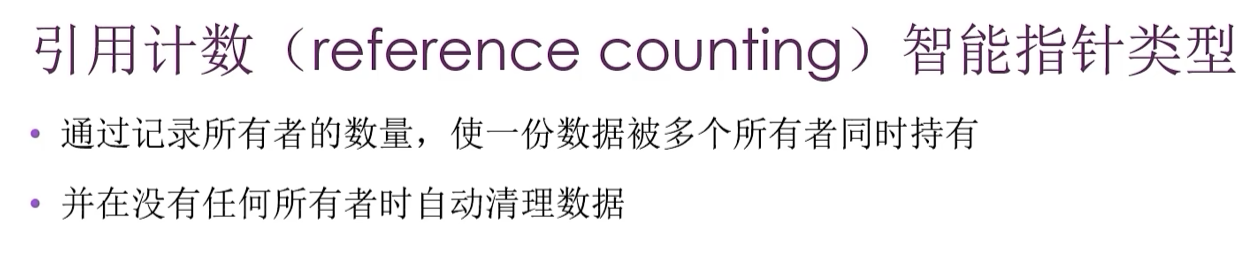 引用计数（reference counting）智能指针类型
• 通过记录所有者的数量，使一份数据被多个所有者同时持有
• 并在没有任何所有者时自动清理数据